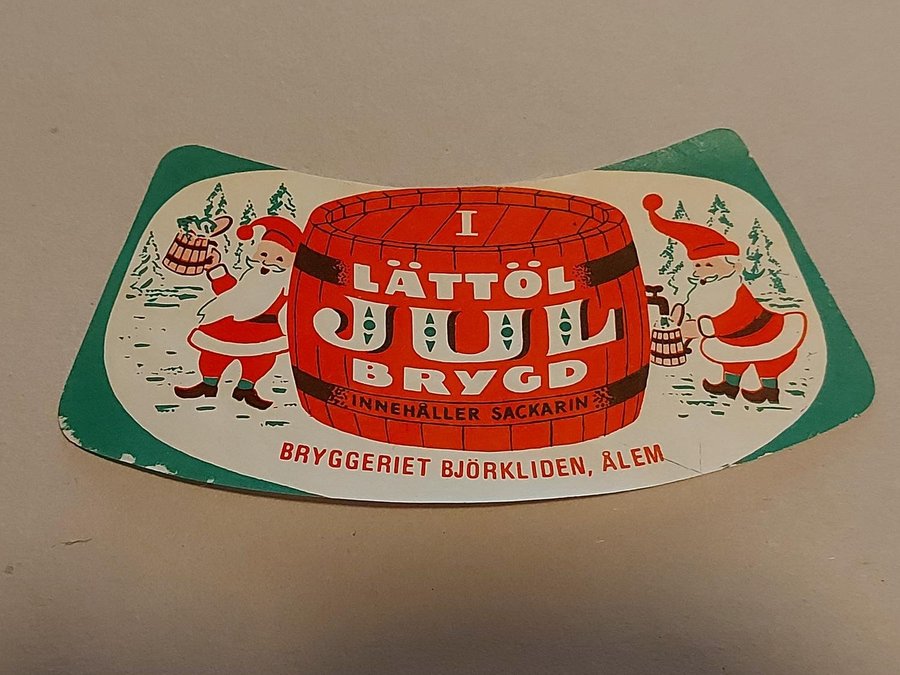 I
LÄTTÖL
JUL
BRYGD
INNEHÅLLER SACKARIN
BRYGGERIET BJÖRKLIDEN, ÅLEM